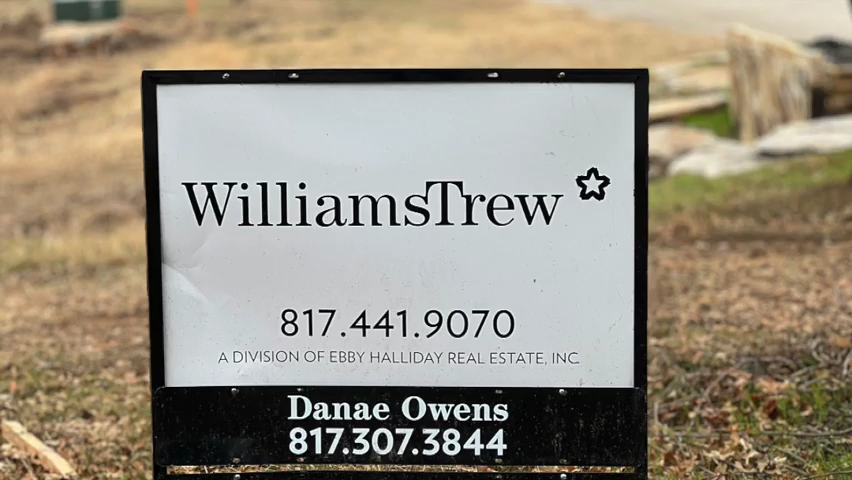 WilliamsTrew
817.441.9070
A DIVISION OF EBBY HALLIDAY REAL ESTATE, INC.
Danae Owens
817.307.3844